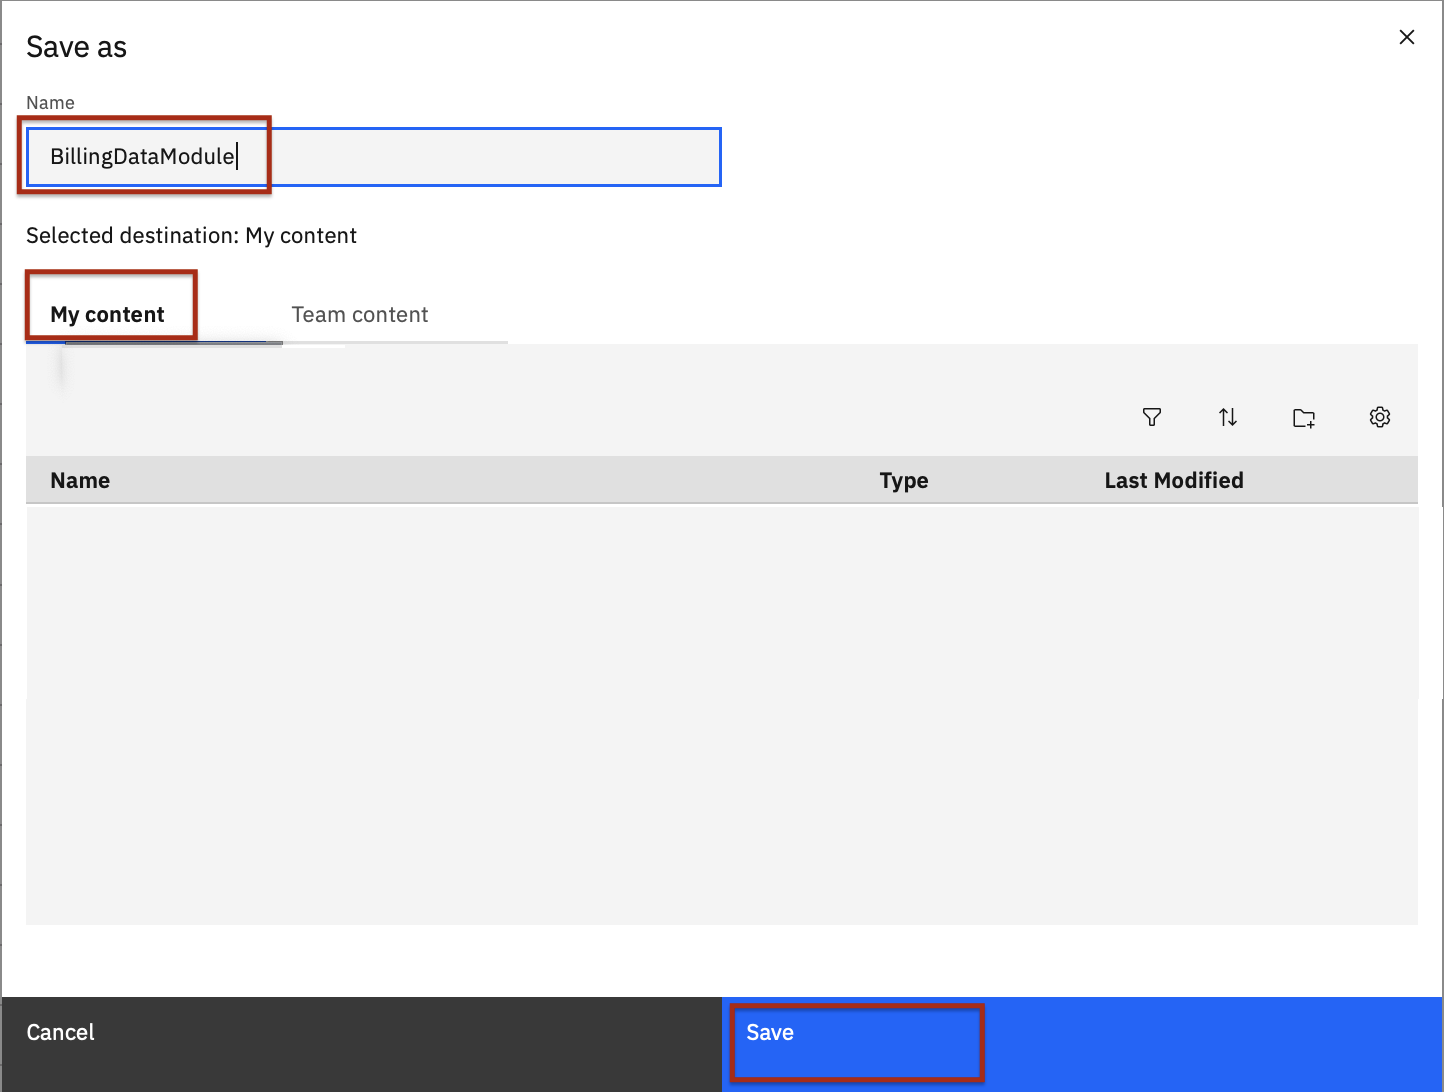 Save as
Name
BillingDataModule
Selected destination: My content
My content Team content
Name Type Last Modified
Cancel Save